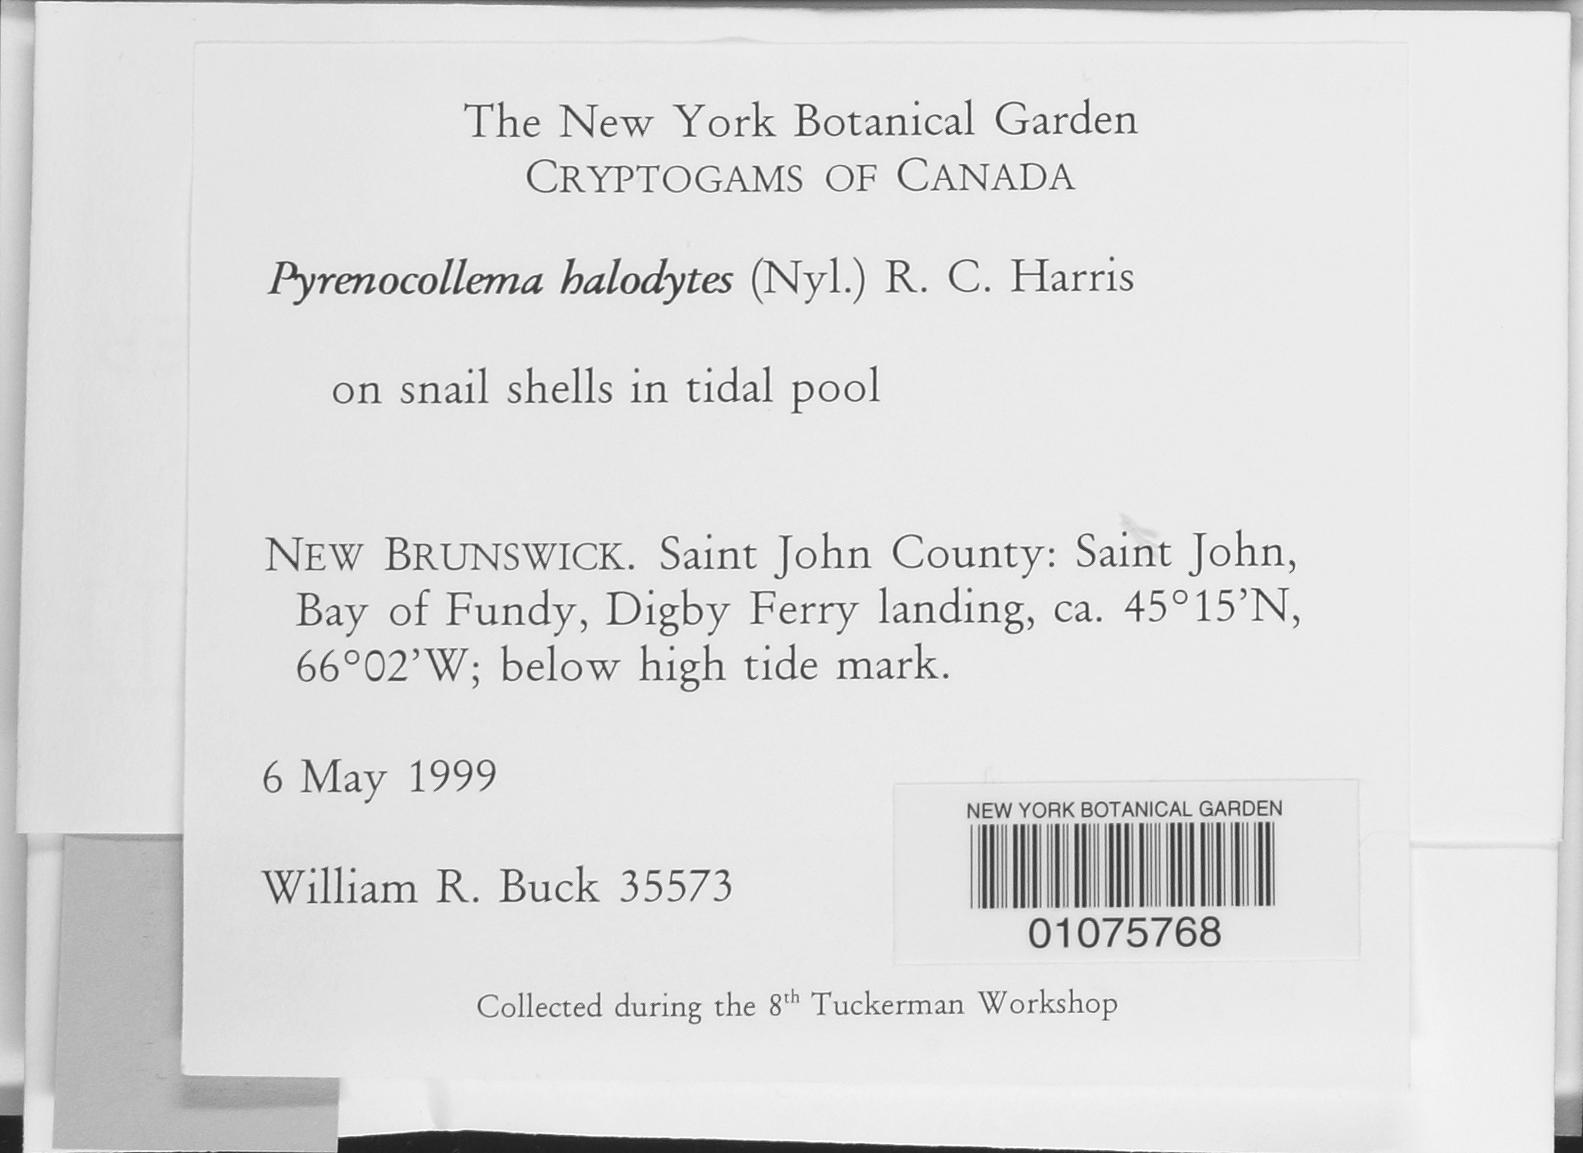 The New York Botanical Garden
CRYPTOGAMS OF CANADA
Pyrenocollema halodytes (Nyl.) R. C. Harris
on snail shells in tidal pool
NEW BRUNSWICK. Saint John County: Saint John,
Bay of Fundy, Digby Ferry landing, ca. 45°15’N,
66°02’W; below high tide mark.
6 May 1999
NEW YORK BOTANICAL GARDEN
William R. Buck 35573
01075768
Collected during the 8th Tuckerman Workshop